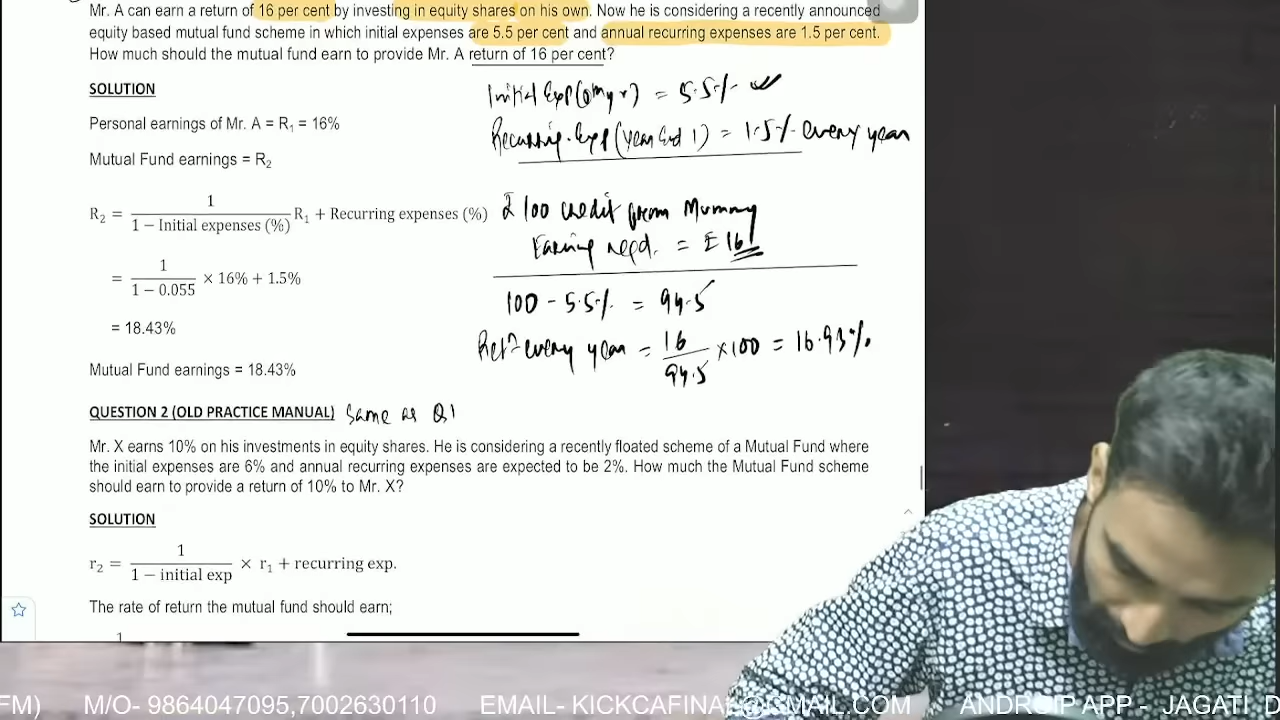 Mr. A can earn a return of 16 per cent by investing in equity shares on his own. Now he is considering a recently announced
equity based mutual fund scheme in which initial expenses are 5.5 per cent and annual recurring expenses are 1.5 per cent.
How much should the mutual fund earn to provide Mr. A return of 16 per cent?
SOLUTION
Personal earnings of Mr. A = R₁ = 16%
Mutual Fund earnings = R₂
R₂ = 1 / (1 − Initial expenses (%)) R₁ + Recurring expenses (%)
= 1 / (1 − 0.055) × 16% + 1.5%
= 18.43%
Mutual Fund earnings = 18.43%
Initial Exp = 5.5% ✓
Recurring Exp (Year End 1) = 1.5% every year
₹100 credit from Mummy
Earning reqd. = ₹16
100 - 5.5% = 94.5
Retn every year = 16 / 94.5 × 100 = 16.93%
QUESTION 2 (OLD PRACTICE MANUAL) Same as Q1
Mr. X earns 10% on his investments in equity shares. He is considering a recently floated scheme of a Mutual Fund where
the initial expenses are 6% and annual recurring expenses are expected to be 2%. How much the Mutual Fund scheme
should earn to provide a return of 10% to Mr. X?
SOLUTION
r₂ = 1 / (1 − initial exp) × r₁ + recurring exp.
The rate of return the mutual fund should earn;
1
FM) M/O- 9864047095,7002630110 EMAIL- KICKCAFINAL@GMAIL.COM ANDROID APP - JAGATI D